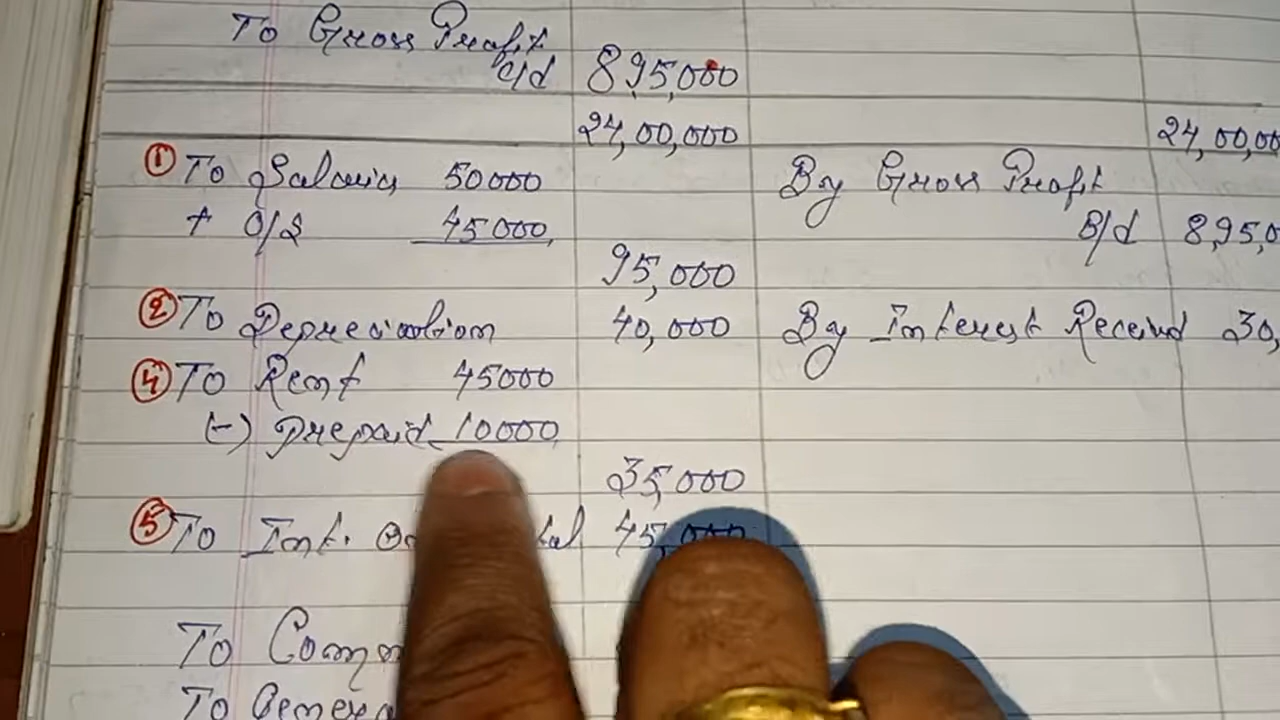 To Gross Profit
c/d 895,000
24,00,000 24,00,00
① To Salaries 50000 By Gross Profit
+ O/S 45000 B/d 8,95,0
95,000
② To Depreciation 40,000 By Interest Received 30,
④ To Rent 45000
(-) Prepaid 10000
35,000
⑤ To Int. 45,000
To
To